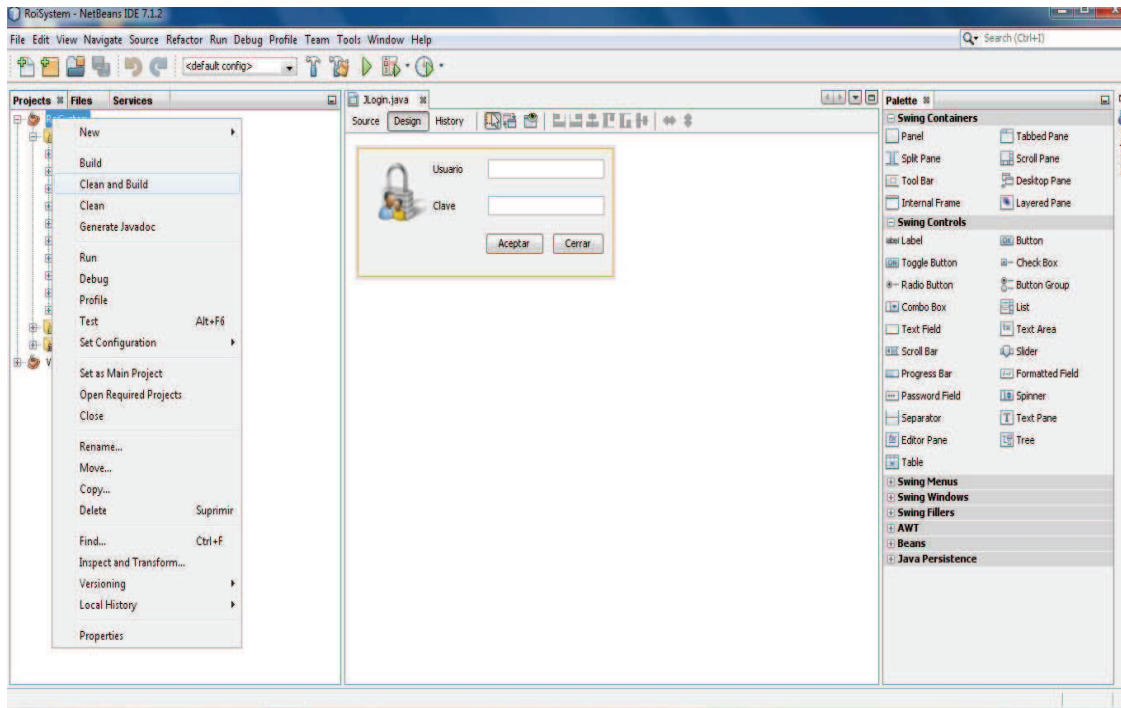 RoiSystem - NetBeans IDE 7.1.2
File Edit View Navigate Source Refactor Run Debug Profile Team Tools Window Help
Search (Ctrl+I)
<default config>
Projects Files Services
New
Build
Clean and Build
Clean
Generate Javadoc
Run
Debug
Profile
Test Alt+F6
Set Configuration
Set as Main Project
Open Required Projects
Close
Rename...
Move...
Copy...
Delete Suprimir
Find... Ctrl+F
Inspect and Transform...
Versioning
Local History
Properties
V
JLogin.java
Source Design History
Usuario
Clave
Aceptar Cerrar
Palette
Swing Containers
Panel Tabbed Pane
Split Pane Scroll Pane
Tool Bar Desktop Pane
Internal Frame Layered Pane
Swing Controls
label Label OK Button
ON Toggle Button Check Box
Radio Button Button Group
Combo Box List
Text Field Text Area
Scroll Bar Slider
Progress Bar Formatted Field
Password Field Spinner
Separator Text Pane
Editor Pane Tree
Table
Swing Menus
Swing Windows
Swing Fillers
AWT
Beans
Java Persistence